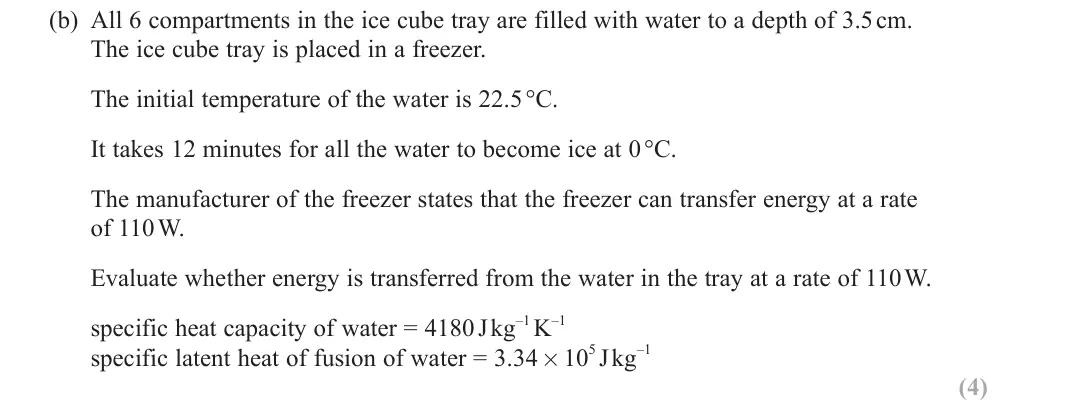 (b) All 6 compartments in the ice cube tray are filled with water to a depth of 3.5 cm.
The ice cube tray is placed in a freezer.
The initial temperature of the water is 22.5 °C.
It takes 12 minutes for all the water to become ice at 0 °C.
The manufacturer of the freezer states that the freezer can transfer energy at a rate
of 110 W.
Evaluate whether energy is transferred from the water in the tray at a rate of 110 W.
specific heat capacity of water = 4180 J kg⁻¹ K⁻¹
specific latent heat of fusion of water = 3.34 × 10⁵ J kg⁻¹
(4)